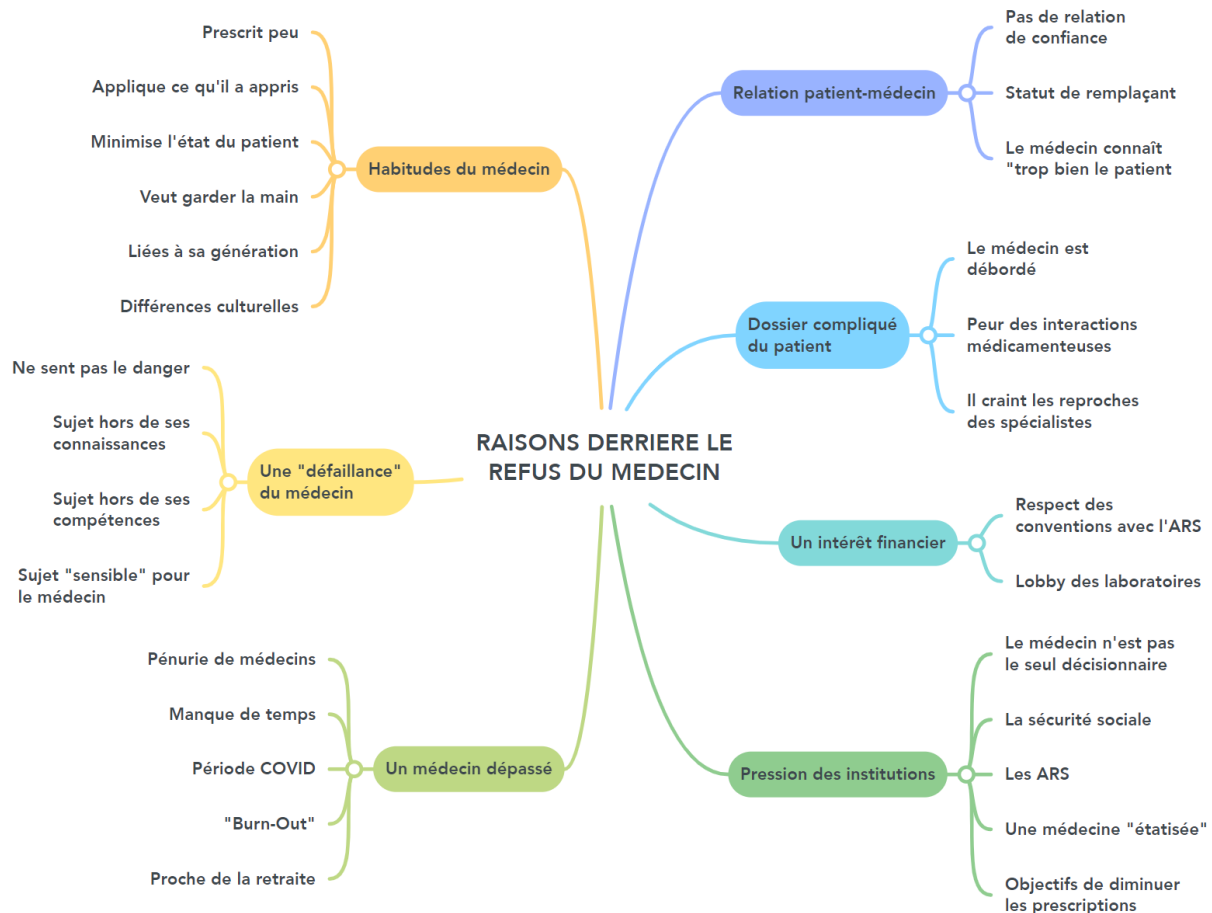 RAISONS DERRIERE LE
REFUS DU MEDECIN
Habitudes du médecin
Prescrit peu
Applique ce qu'il a appris
Minimise l'état du patient
Veut garder la main
Liées à sa génération
Différences culturelles
Une "défaillance"
du médecin
Ne sent pas le danger
Sujet hors de ses
connaissances
Sujet hors de ses
compétences
Sujet "sensible" pour
le médecin
Un médecin dépassé
Pénurie de médecins
Manque de temps
Période COVID
"Burn-Out"
Proche de la retraite
Relation patient-médecin
Pas de relation
de confiance
Statut de remplaçant
Le médecin connaît
"trop bien le patient
Dossier compliqué
du patient
Le médecin est
débordé
Peur des interactions
médicamenteuses
Il craint les reproches
des spécialistes
Un intérêt financier
Respect des
conventions avec l'ARS
Lobby des laboratoires
Pression des institutions
Le médecin n'est pas
le seul décisionnaire
La sécurité sociale
Les ARS
Une médecine "étatisée"
Objectifs de diminuer
les prescriptions